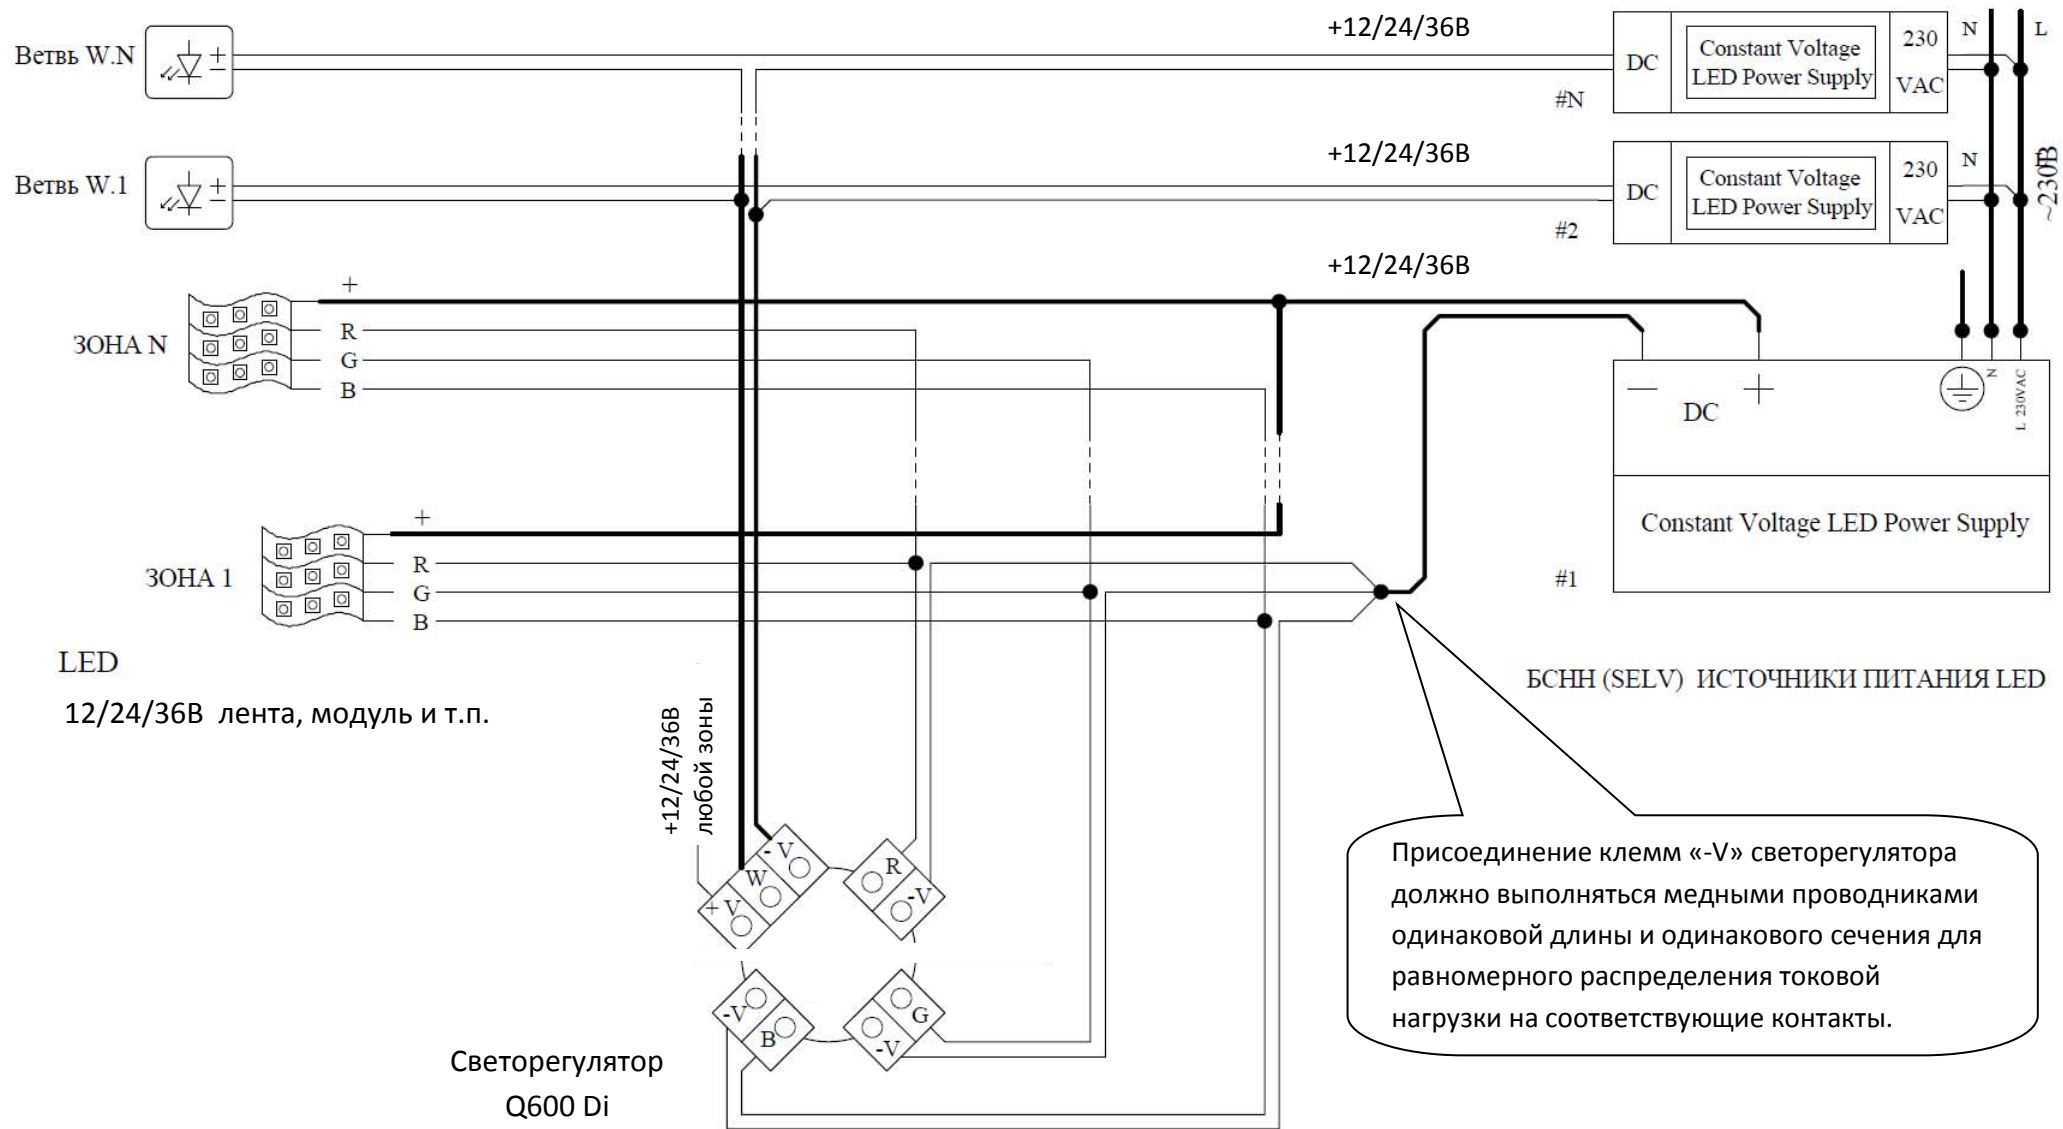 +12/24/36В
Ветвь W.N
+
−
DC
Constant Voltage
LED Power Supply
230
VAC
N
L
#N
+12/24/36В
Ветвь W.1
+
−
DC
Constant Voltage
LED Power Supply
230
VAC
N
~230В
#2
+12/24/36В
ЗОНА N
+
R
G
B
—
DC
+
N
L 230VAC
Constant Voltage LED Power Supply
#1
ЗОНА 1
+
R
G
B
LED
12/24/36В лента, модуль и т.п.
БСНН (SELV) ИСТОЧНИКИ ПИТАНИЯ LED
+12/24/36В
любой зоны
- V
W
+ V
R
-V
-V
B
G
-V
Светорегулятор
Q600 Di
Присоединение клемм «-V» светорегулятора
должно выполняться медными проводниками
одинаковой длины и одинакового сечения для
равномерного распределения токовой
нагрузки на соответствующие контакты.